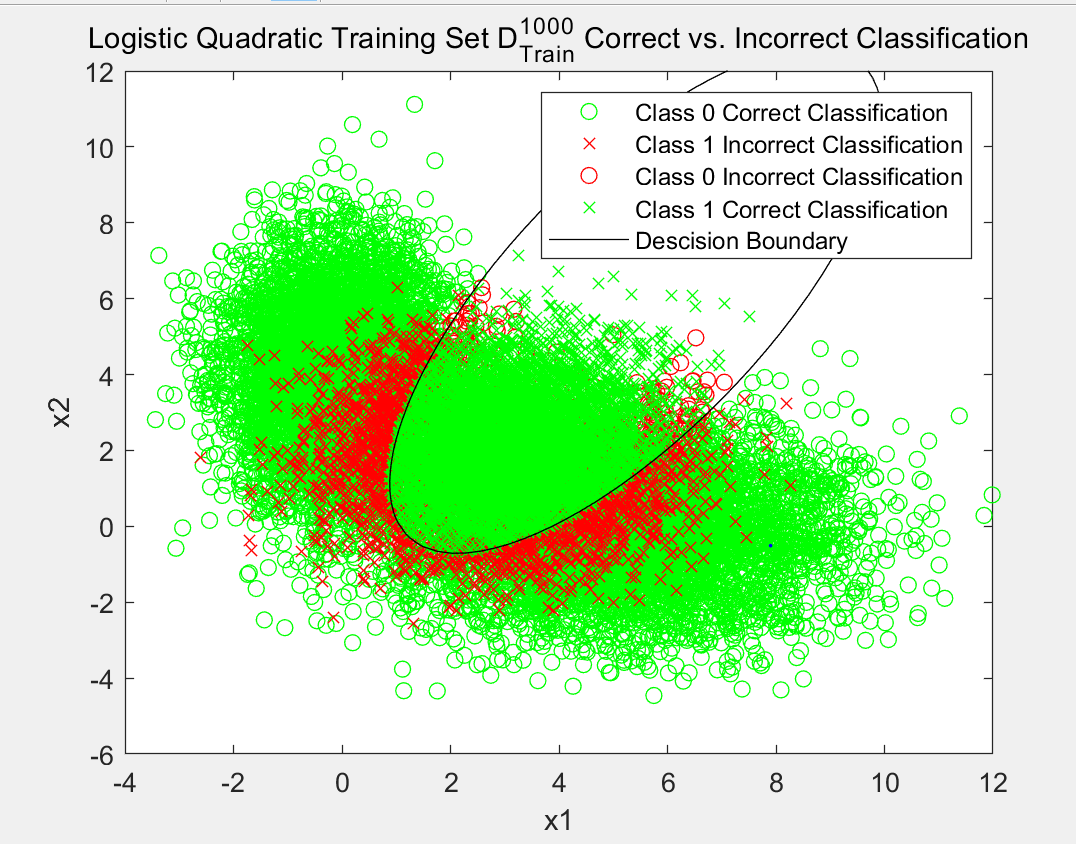 Logistic Quadratic Training Set D 1000 Train Correct vs. Incorrect Classification
12
10
8
6
4
2
0
-2
-4
-6
x2
Class 0 Correct Classification
Class 1 Incorrect Classification
Class 0 Incorrect Classification
Class 1 Correct Classification
Descision Boundary
-4 -2 0 2 4 6 8 10 12
x1